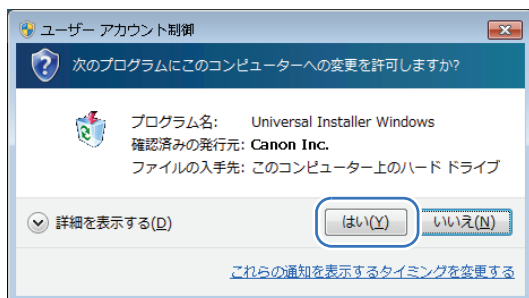 ユーザー アカウント制御
次のプログラムにこのコンピューターへの変更を許可しますか?
プログラム名: Universal Installer Windows
確認済みの発行元: Canon Inc.
ファイルの入手先: このコンピューター上のハード ドライブ
詳細を表示する(D) はい(Y) いいえ(N)
これらの通知を表示するタイミングを変更する